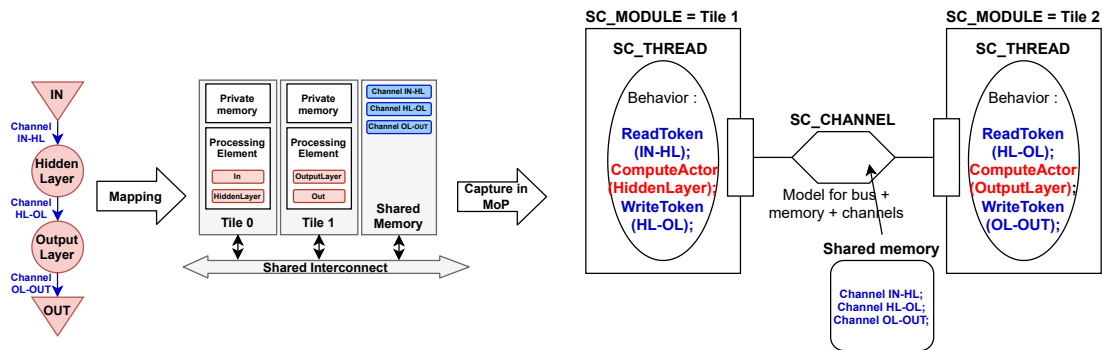 IN
Channel
IN-HL
Hidden
Layer
Channel
HL-OL
Output
Layer
Channel
OL-OUT
OUT
Mapping
Private
memory
Processing
Element
In
HiddenLayer
Tile 0
Private
memory
Processing
Element
OutputLayer
Out
Tile 1
Channel IN-HL
Channel HL-OL
Channel OL-OUT
Shared
Memory
Shared Interconnect
Capture in
MoP
SC_MODULE = Tile 1
SC_THREAD
Behavior :
ReadToken
(IN-HL);
ComputeActor
(HiddenLayer);
WriteToken
(HL-OL);
SC_CHANNEL
Model for bus +
memory + channels
Shared memory
Channel IN-HL;
Channel HL-OL;
Channel OL-OUT;
SC_MODULE = Tile 2
SC_THREAD
Behavior :
ReadToken
(HL-OL);
ComputeActor
(OutputLayer);
WriteToken
(OL-OUT);